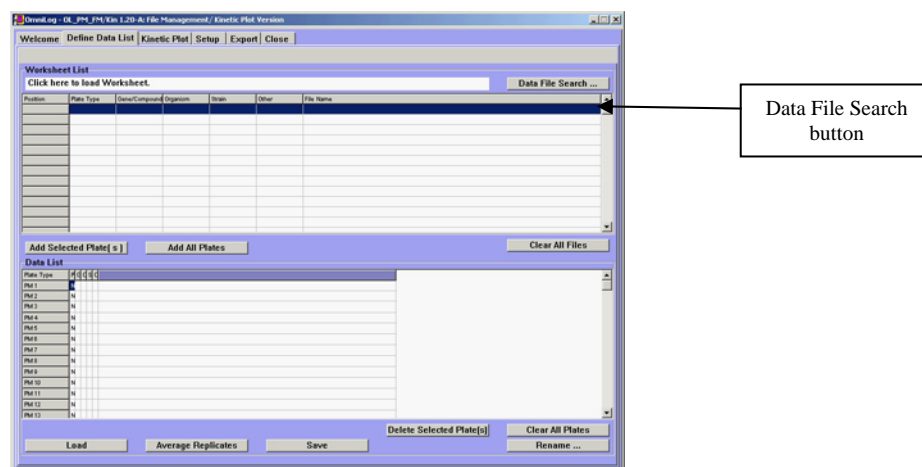 OmniLog - OL_PM_FM/Kin 1.20-A: File Management/ Kinetic Plot Version
Welcome Define Data List Kinetic Plot Setup Export Close
Worksheet List
Click here to load Worksheet. Data File Search ...
Position Plate Type Gene/Compound Organism Strain Other File Name
Data File Search
button
Add Selected Plate( s ) Add All Plates Clear All Files
Data List
Plate Type P G O S O
PM 1 N
PM 2 N
PM 3 N
PM 4 N
PM 5 N
PM 6 N
PM 7 N
PM 8 N
PM 9 N
PM 10 N
PM 11 N
PM 12 N
PM 13 N
Delete Selected Plate(s) Clear All Plates
Load Average Replicates Save Rename ...